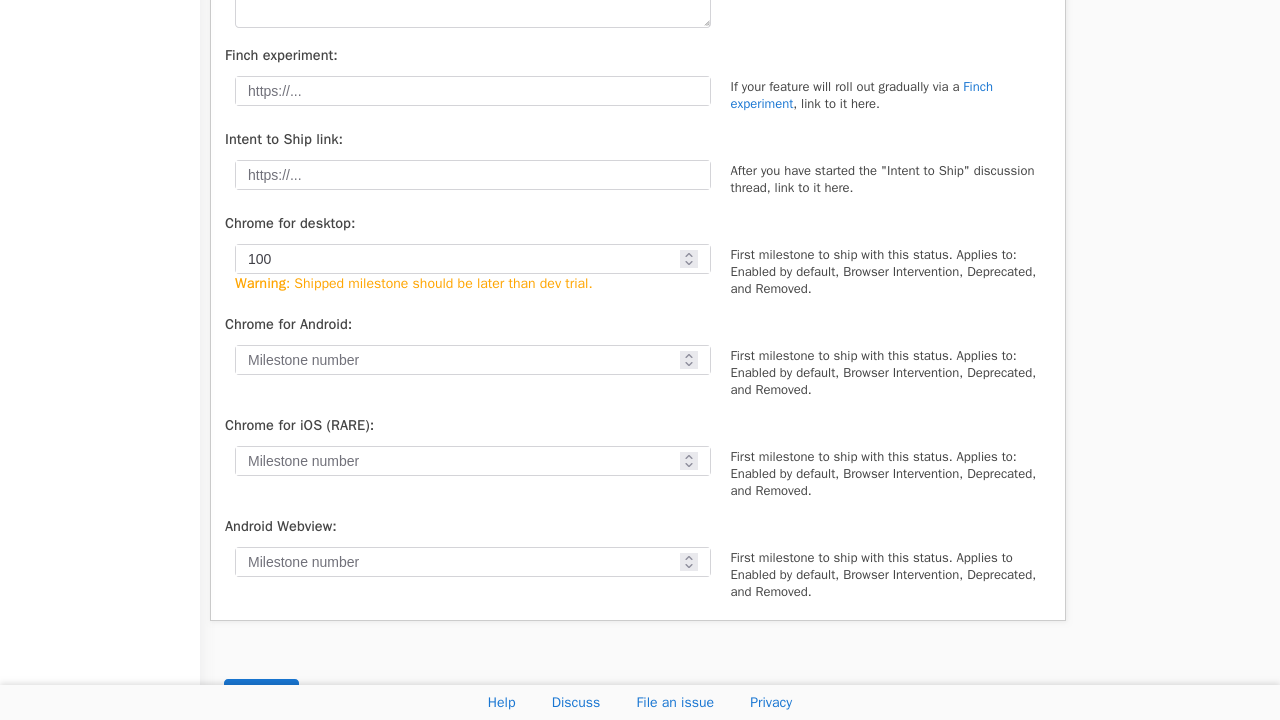 Finch experiment:
https://...
If your feature will roll out gradually via a Finch
experiment, link to it here.
Intent to Ship link:
https://...
After you have started the "Intent to Ship" discussion
thread, link to it here.
Chrome for desktop:
100
Warning: Shipped milestone should be later than dev trial.
First milestone to ship with this status. Applies to:
Enabled by default, Browser Intervention, Deprecated,
and Removed.
Chrome for Android:
Milestone number
First milestone to ship with this status. Applies to:
Enabled by default, Browser Intervention, Deprecated,
and Removed.
Chrome for iOS (RARE):
Milestone number
First milestone to ship with this status. Applies to:
Enabled by default, Browser Intervention, Deprecated,
and Removed.
Android Webview:
Milestone number
First milestone to ship with this status. Applies to
Enabled by default, Browser Intervention, Deprecated,
and Removed.
Help Discuss File an issue Privacy